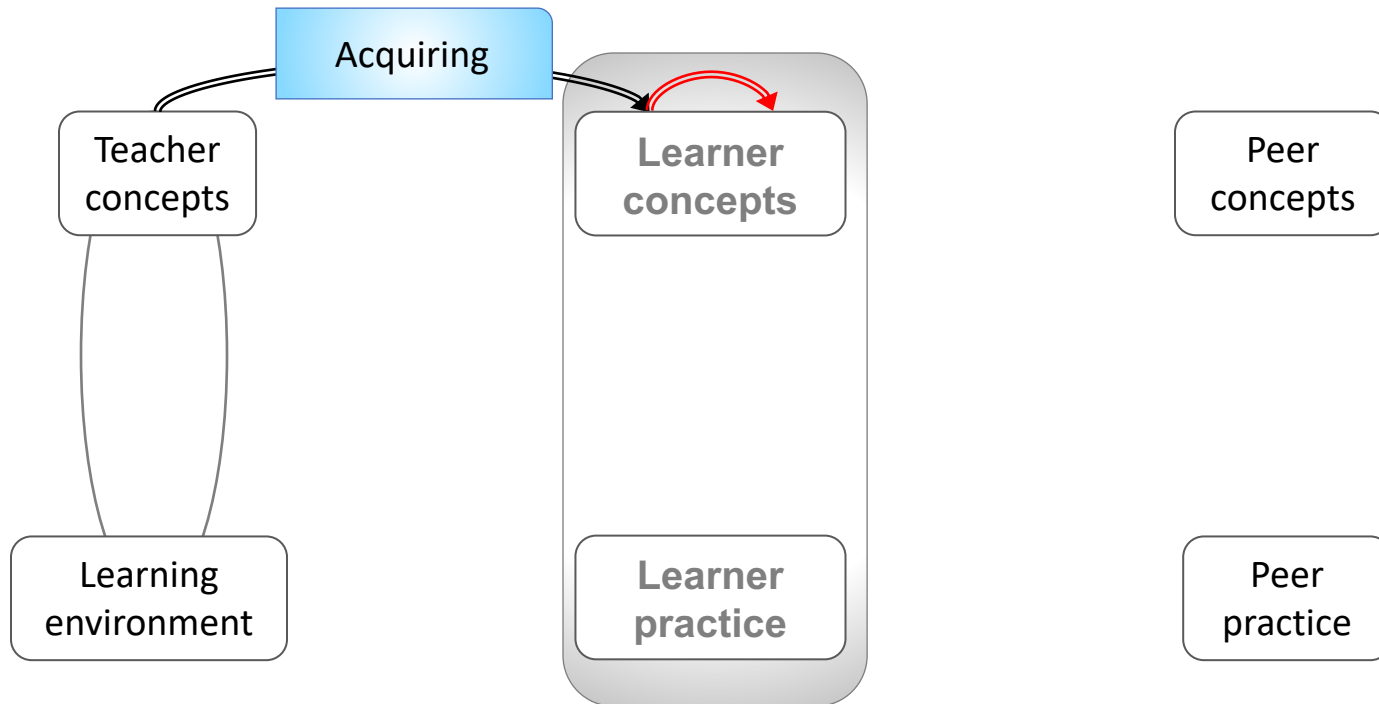 Acquiring
Teacher
concepts
Learner
concepts
Peer
concepts
Learning
environment
Learner
practice
Peer
practice